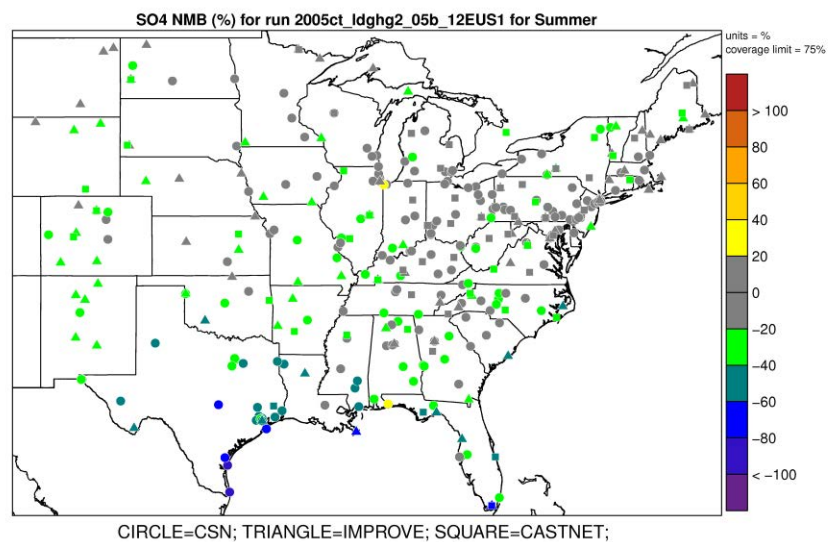 SO4 NMB (%) for run 2005ct_ldghg2_05b_12EUS1 for Summer
units = %
coverage limit = 75%
> 100
80
60
40
20
0
−20
−40
−60
−80
< −100
CIRCLE=CSN; TRIANGLE=IMPROVE; SQUARE=CASTNET;